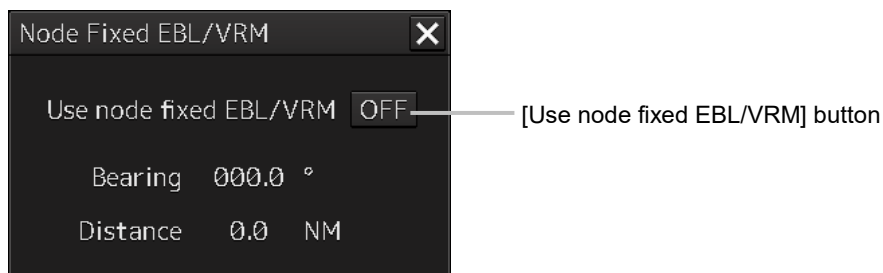 Node Fixed EBL/VRM
Use node fixed EBL/VRM OFF [Use node fixed EBL/VRM] button
Bearing 000.0 °
Distance 0.0 NM